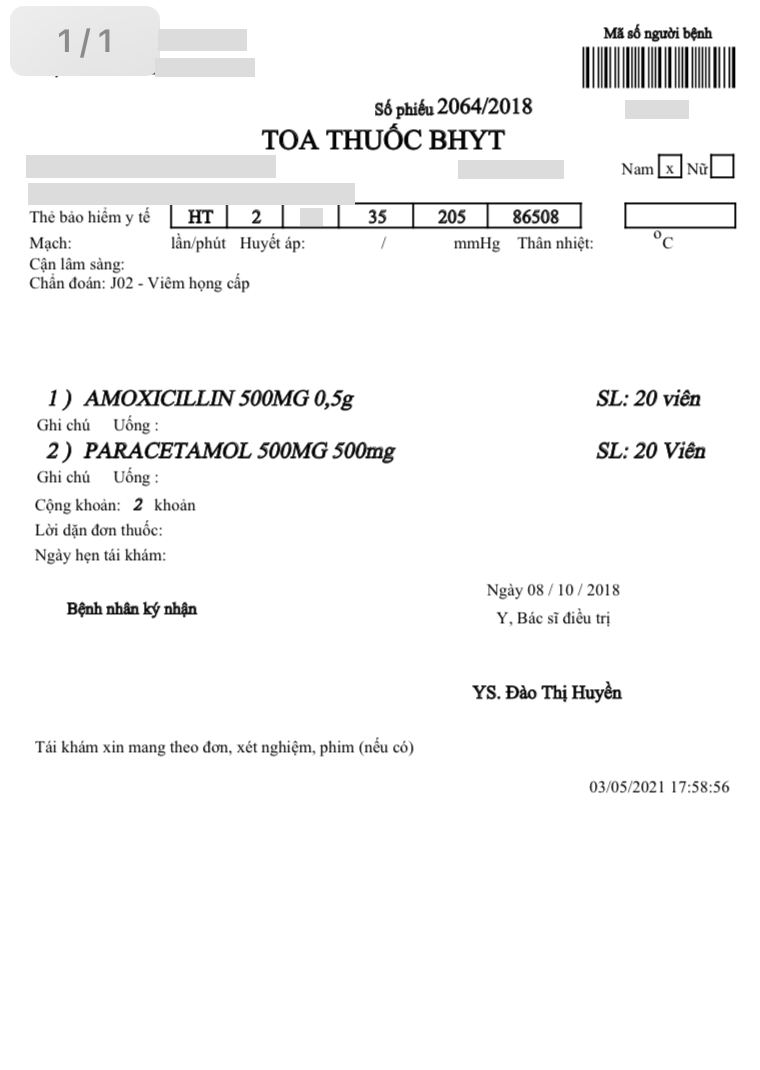 1/1
Mã số người bệnh
Số phiếu 2064/2018
TOA THUỐC BHYT
Nam x Nữ
Thẻ bảo hiểm y tế HT 2 35 205 86508
Mạch: lần/phút Huyết áp: / mmHg Thân nhiệt: °C
Cận lâm sàng:
Chẩn đoán: J02 - Viêm họng cấp
1 ) AMOXICILLIN 500MG 0,5g SL: 20 viên
Ghi chú Uống :
2 ) PARACETAMOL 500MG 500mg SL: 20 Viên
Ghi chú Uống :
Cộng khoản: 2 khoản
Lời dặn đơn thuốc:
Ngày hẹn tái khám:
Ngày 08 / 10 / 2018
Bệnh nhân ký nhận
Y, Bác sĩ điều trị
YS. Đào Thị Huyền
Tái khám xin mang theo đơn, xét nghiệm, phim (nếu có)
03/05/2021 17:58:56